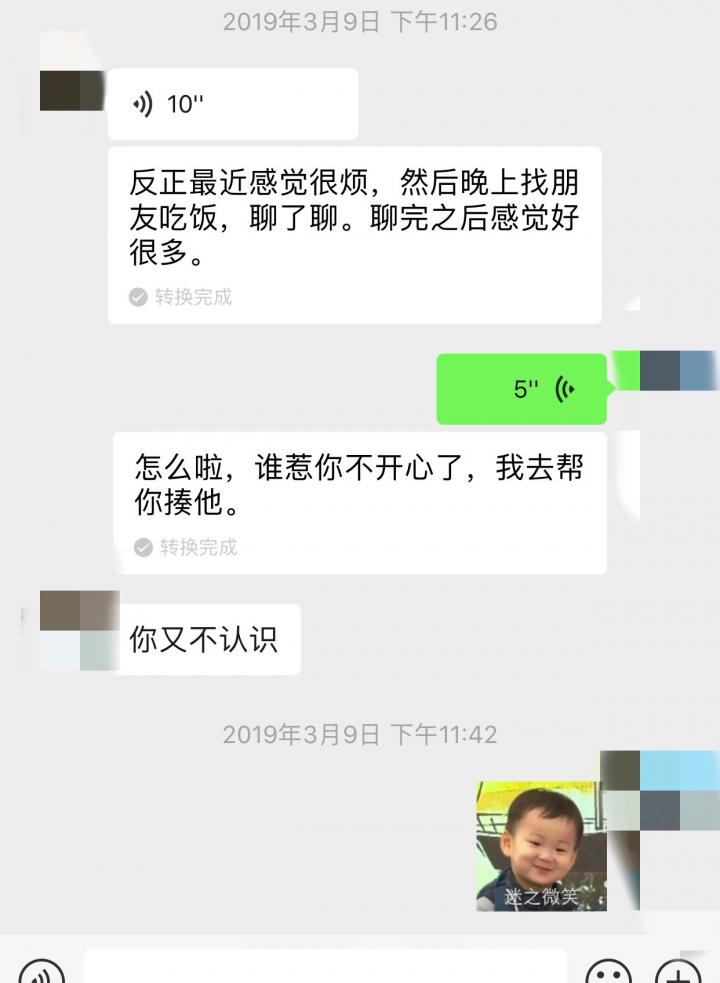 2019年3月9日 下午11:26
10''
反正最近感觉很烦，然后晚上找朋
友吃饭，聊了聊。聊完之后感觉好
很多。
转换完成
5''
怎么啦，谁惹你不开心了，我去帮
你揍他。
转换完成
你又不认识
2019年3月9日 下午11:42
迷之微笑